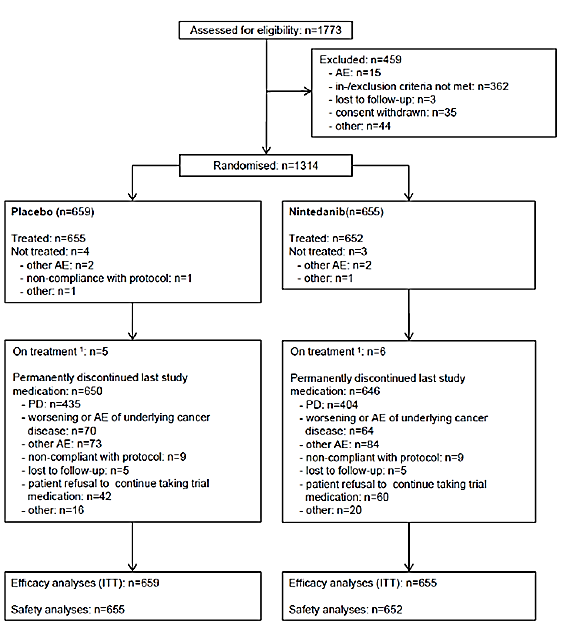 Assessed for eligibility: n=1773
Excluded: n=459
- AE: n=15
- in-/exclusion criteria not met: n=362
- lost to follow-up: n=3
- consent withdrawn: n=35
- other: n=44
Randomised: n=1314
Placebo (n=659)
Treated: n=655
Not treated: n=4
- other AE: n=2
- non-compliance with protocol: n=1
- other: n=1
Nintedanib(n=655)
Treated: n=652
Not treated: n=3
- other AE: n=2
- other: n=1
On treatment ¹: n=5
Permanently discontinued last study
medication: n=650
- PD: n=435
- worsening or AE of underlying cancer
disease: n=70
- other AE: n=73
- non-compliant with protocol: n=9
- lost to follow-up: n=5
- patient refusal to continue taking trial
medication: n=42
- other: n=16
On treatment ¹: n=6
Permanently discontinued last study
medication: n=646
- PD: n=404
- worsening or AE of underlying cancer
disease: n=64
- other AE: n=84
- non-compliant with protocol: n=9
- lost to follow-up: n=5
- patient refusal to continue taking trial
medication: n=60
- other: n=20
Efficacy analyses (ITT): n=659
Safety analyses: n=655
Efficacy analyses (ITT): n=655
Safety analyses: n=652